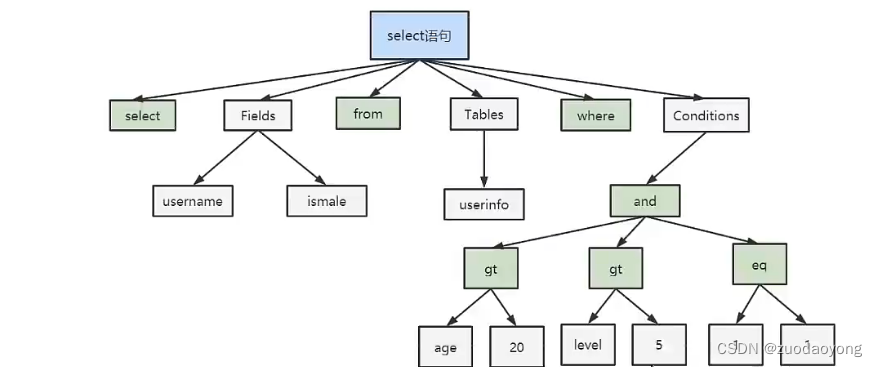 select语句
select
Fields
from
Tables
where
Conditions
username
ismale
userinfo
and
gt
gt
eq
age
20
level
5
1
1
CSDN @zuodaoyong